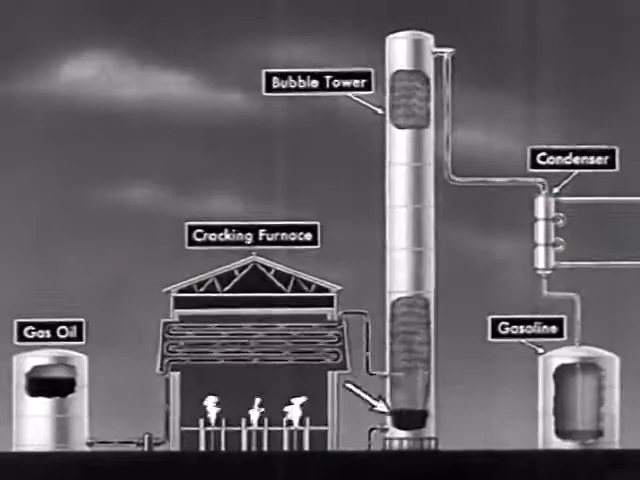 Bubble Tower
Condenser
Cracking Furnace
Gas Oil
Gasoline